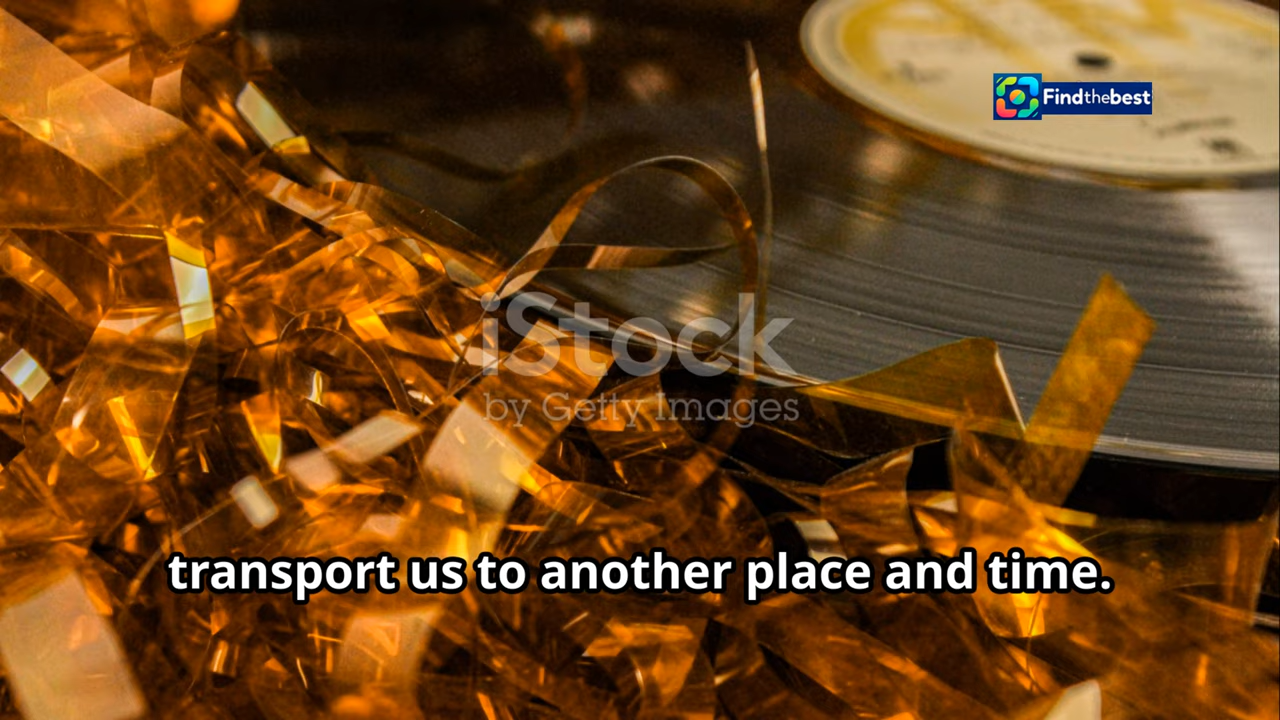 Findthebest
iStock
by Getty Images
transport us to another place and time.